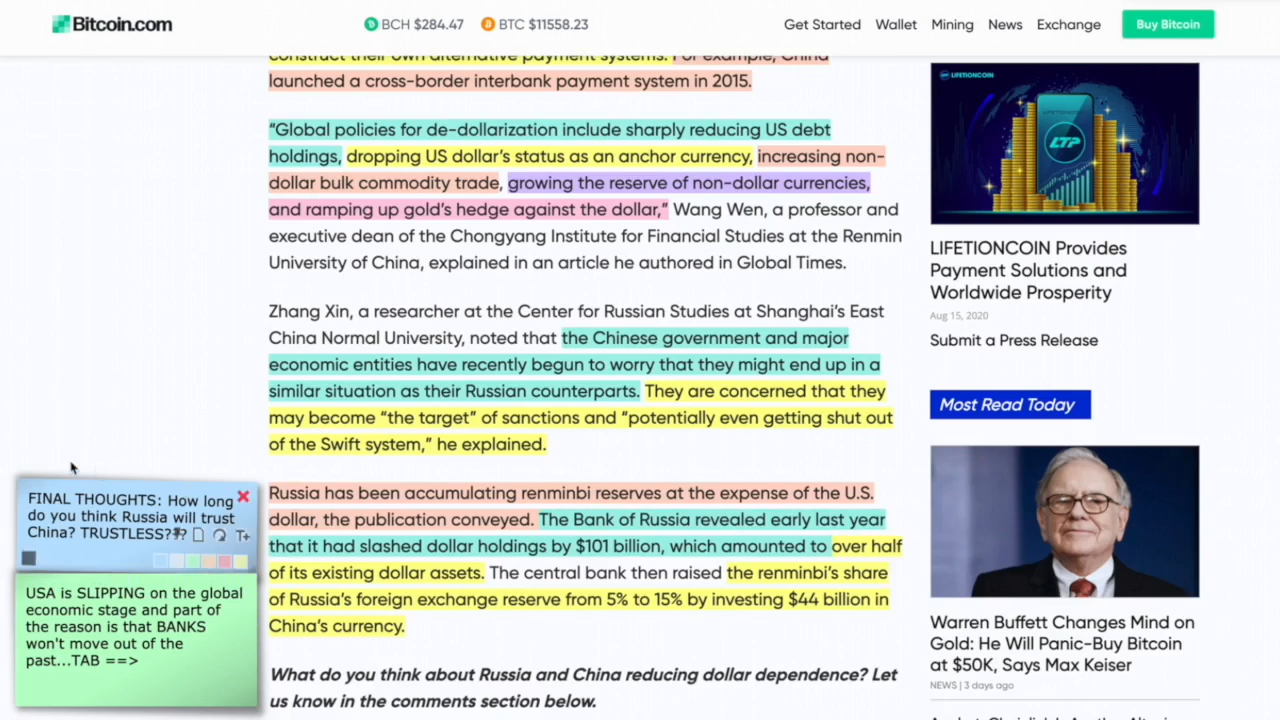 Bitcoin.com
BCH $284.47
BTC $11558.23
Get Started
Wallet
Mining
News
Exchange
Buy Bitcoin
construct their own alternative payment systems. For example, China
launched a cross-border interbank payment system in 2015.
“Global policies for de-dollarization include sharply reducing US debt
holdings, dropping US dollar’s status as an anchor currency, increasing non-
dollar bulk commodity trade, growing the reserve of non-dollar currencies,
and ramping up gold’s hedge against the dollar,” Wang Wen, a professor and
executive dean of the Chongyang Institute for Financial Studies at the Renmin
University of China, explained in an article he authored in Global Times.
Zhang Xin, a researcher at the Center for Russian Studies at Shanghai’s East
China Normal University, noted that the Chinese government and major
economic entities have recently begun to worry that they might end up in a
similar situation as their Russian counterparts. They are concerned that they
may become “the target” of sanctions and “potentially even getting shut out
of the Swift system,” he explained.
Russia has been accumulating renminbi reserves at the expense of the U.S.
dollar, the publication conveyed. The Bank of Russia revealed early last year
that it had slashed dollar holdings by $101 billion, which amounted to over half
of its existing dollar assets. The central bank then raised the renminbi’s share
of Russia’s foreign exchange reserve from 5% to 15% by investing $44 billion in
China’s currency.
What do you think about Russia and China reducing dollar dependence? Let
us know in the comments section below.
FINAL THOUGHTS: How long
do you think Russia will trust
China? TRUSTLESS???
T+
USA is SLIPPING on the global
economic stage and part of
the reason is that BANKS
won't move out of the
past...TAB ==>
LIFETIONCOIN
LTP
LIFETIONCOIN Provides
Payment Solutions and
Worldwide Prosperity
Aug 15, 2020
Submit a Press Release
Most Read Today
Warren Buffett Changes Mind on
Gold: He Will Panic-Buy Bitcoin
at $50K, Says Max Keiser
NEWS | 3 days ago